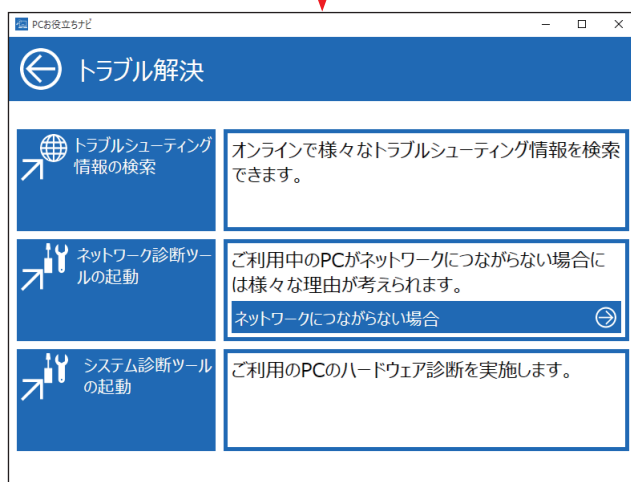 PCお役立ちナビ
トラブル解決
トラブルシューティング
情報の検索
オンラインで様々なトラブルシューティング情報を検索
できます。
ネットワーク診断ツー
ルの起動
ご利用中のPCがネットワークにつながらない場合に
は様々な理由が考えられます。
ネットワークにつながらない場合
システム診断ツール
の起動
ご利用のPCのハードウェア診断を実施します。